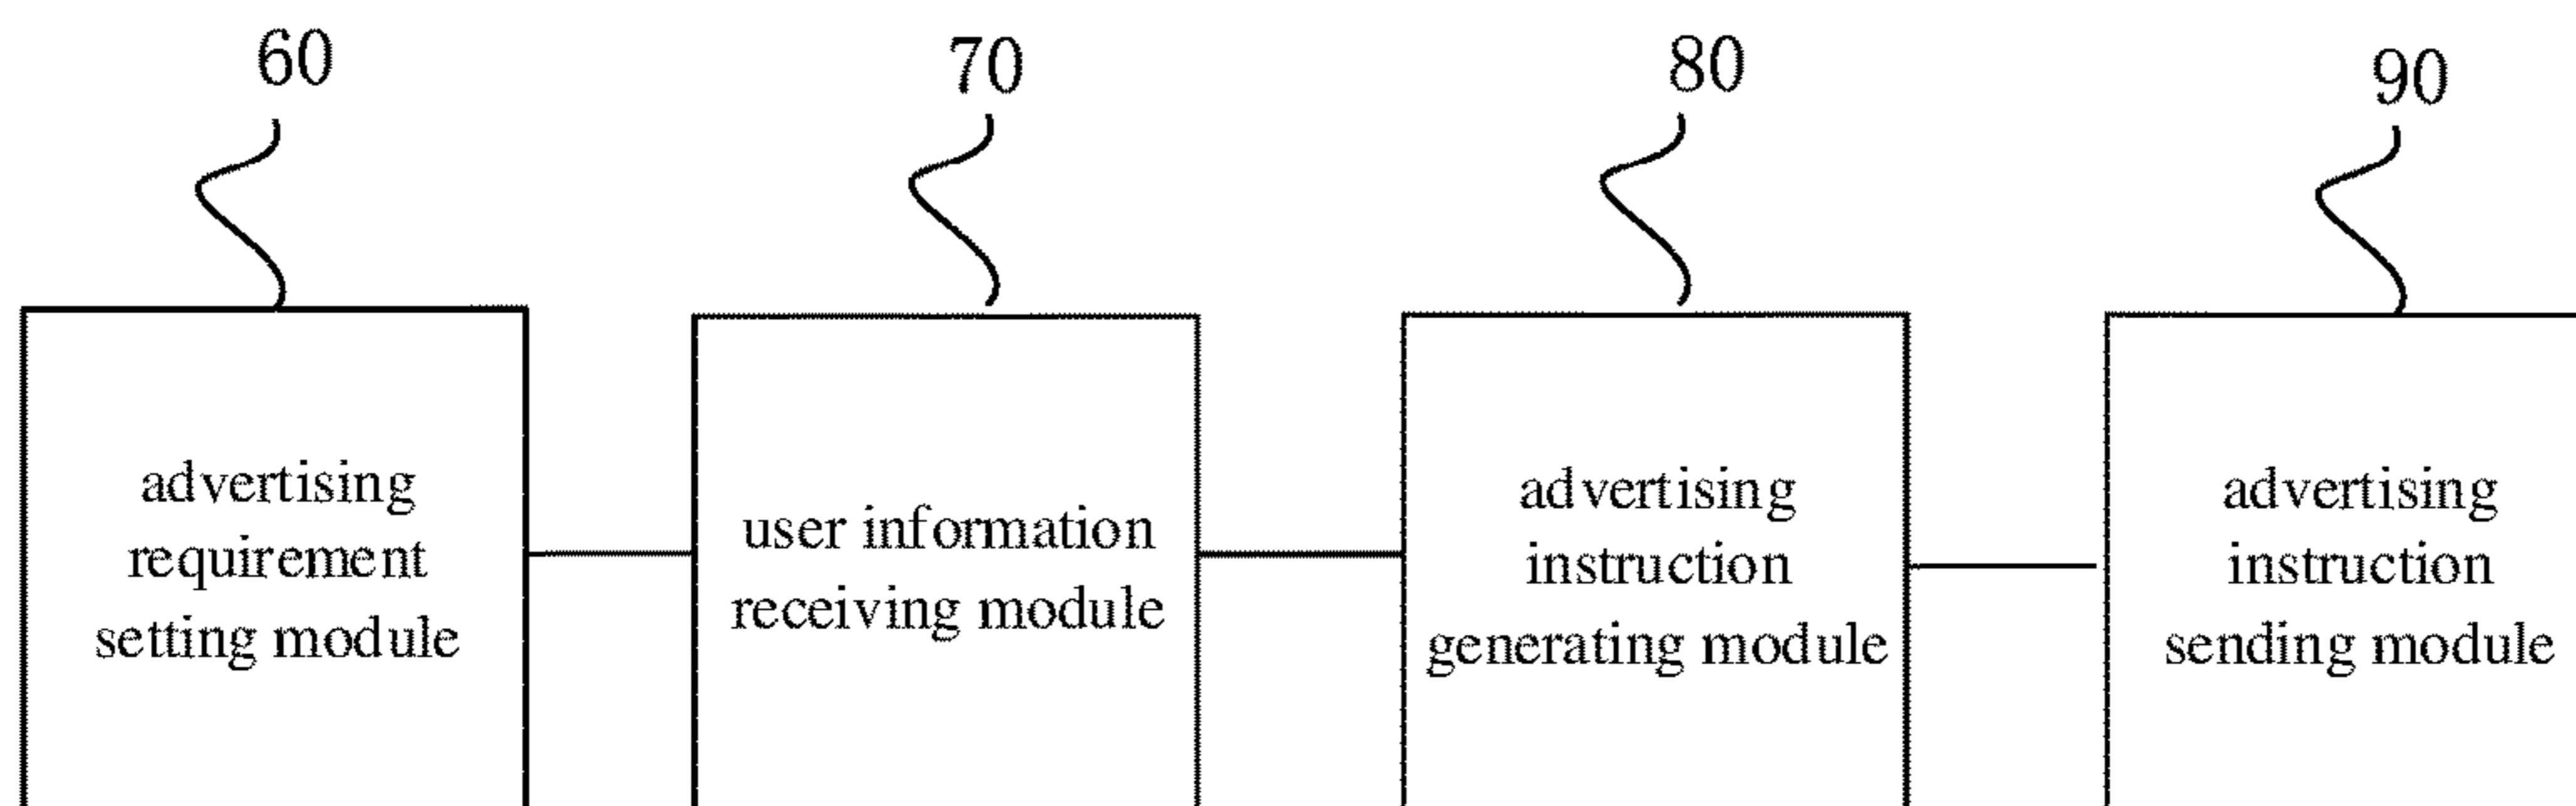 60
70
80
90
advertising
requirement
setting module
user information
receiving module
advertising
instruction
generating module
advertising
instruction
sending module